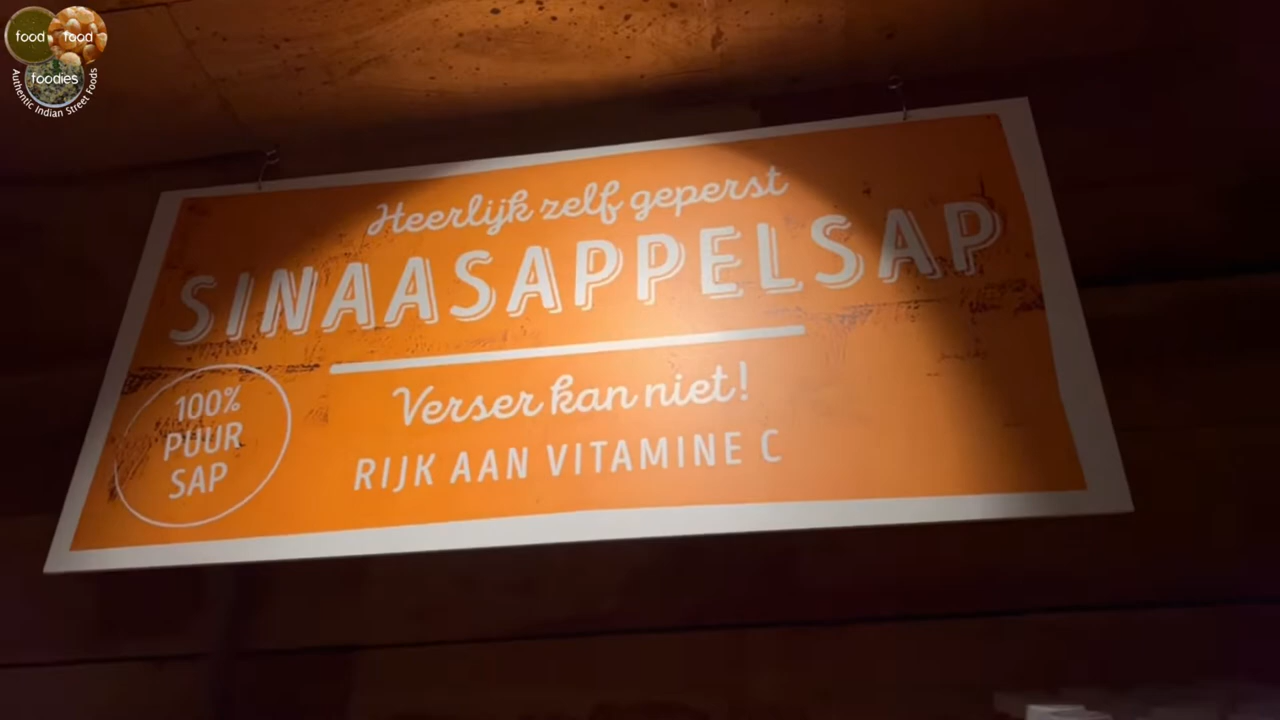 food food
foodies
Authentic Indian Street Foods
Heerlijk zelf geperst
SINAASAPPELSAP
Verser kan niet!
RIJK AAN VITAMINE C
100%
PUUR
SAP